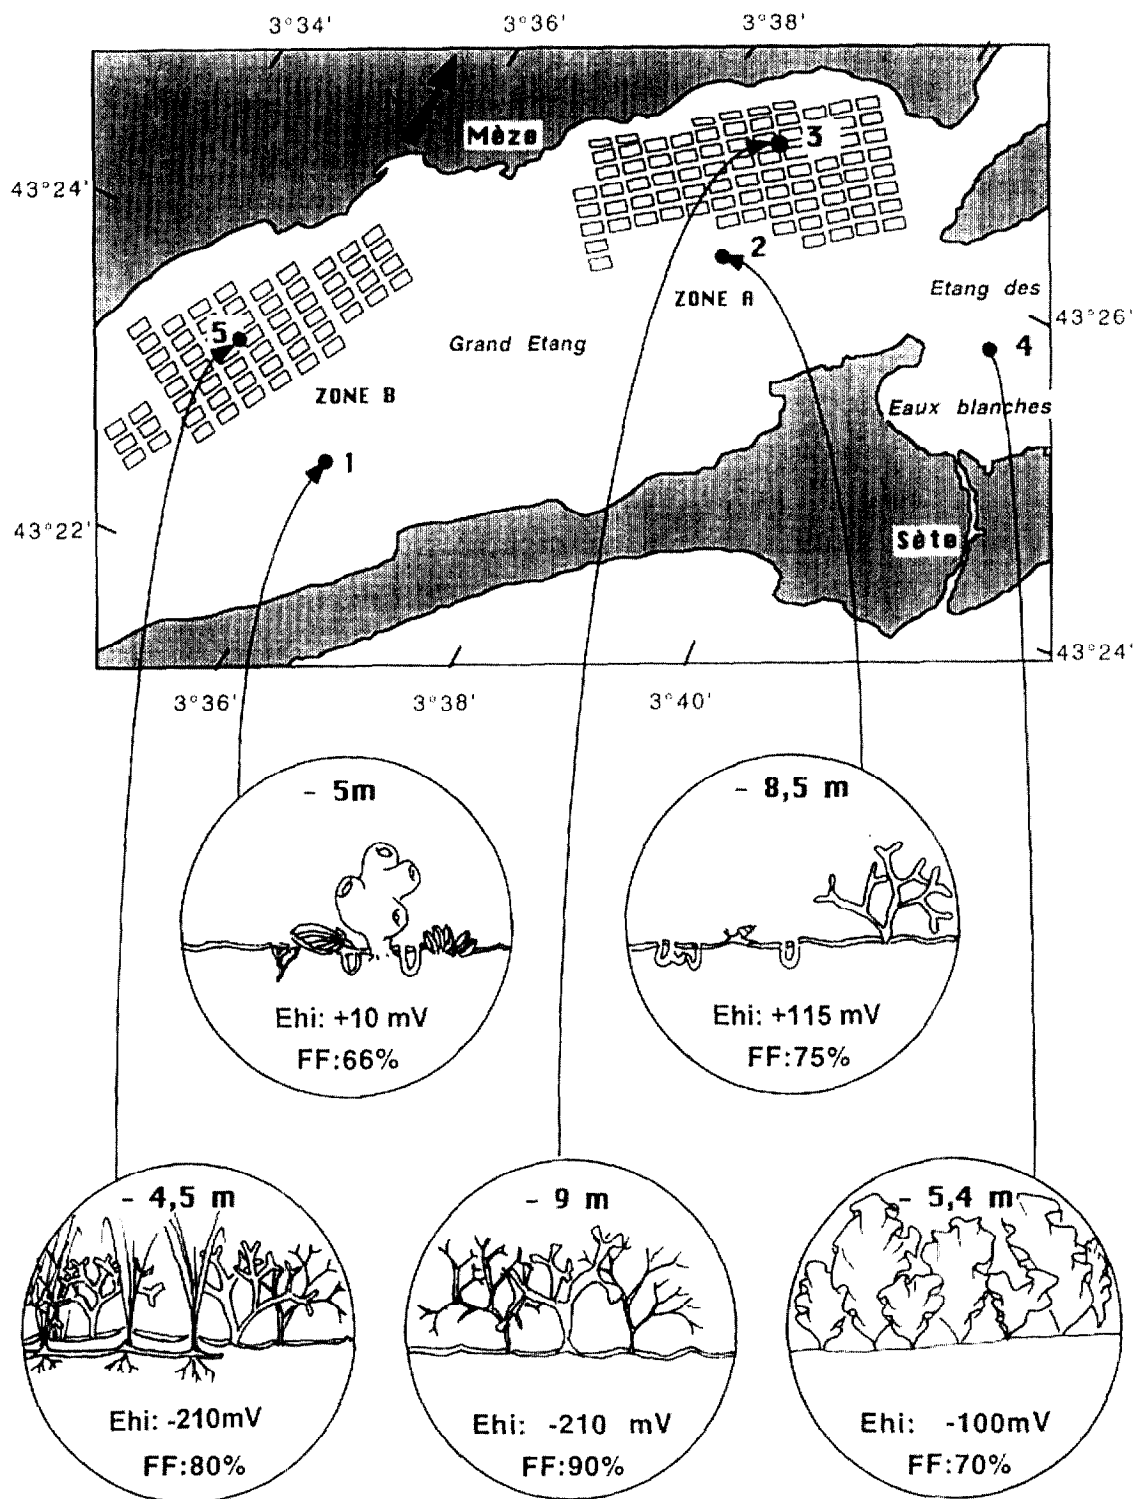 3°34'
3°36'
3°38'
Mèze
3
43°24'
2
ZONE A
Etang des
5
Grand Etang
43°26'
4
ZONE B
Eaux blanches
1
43°22'
Sète
43°24'
3°36'
3°38'
3°40'
- 5m
Ehi: +10 mV
FF:66%
- 8,5 m
Ehi: +115 mV
FF:75%
- 4,5 m
Ehi: -210mV
FF:80%
- 9 m
Ehi: -210 mV
FF:90%
- 5,4 m
Ehi: -100mV
FF:70%